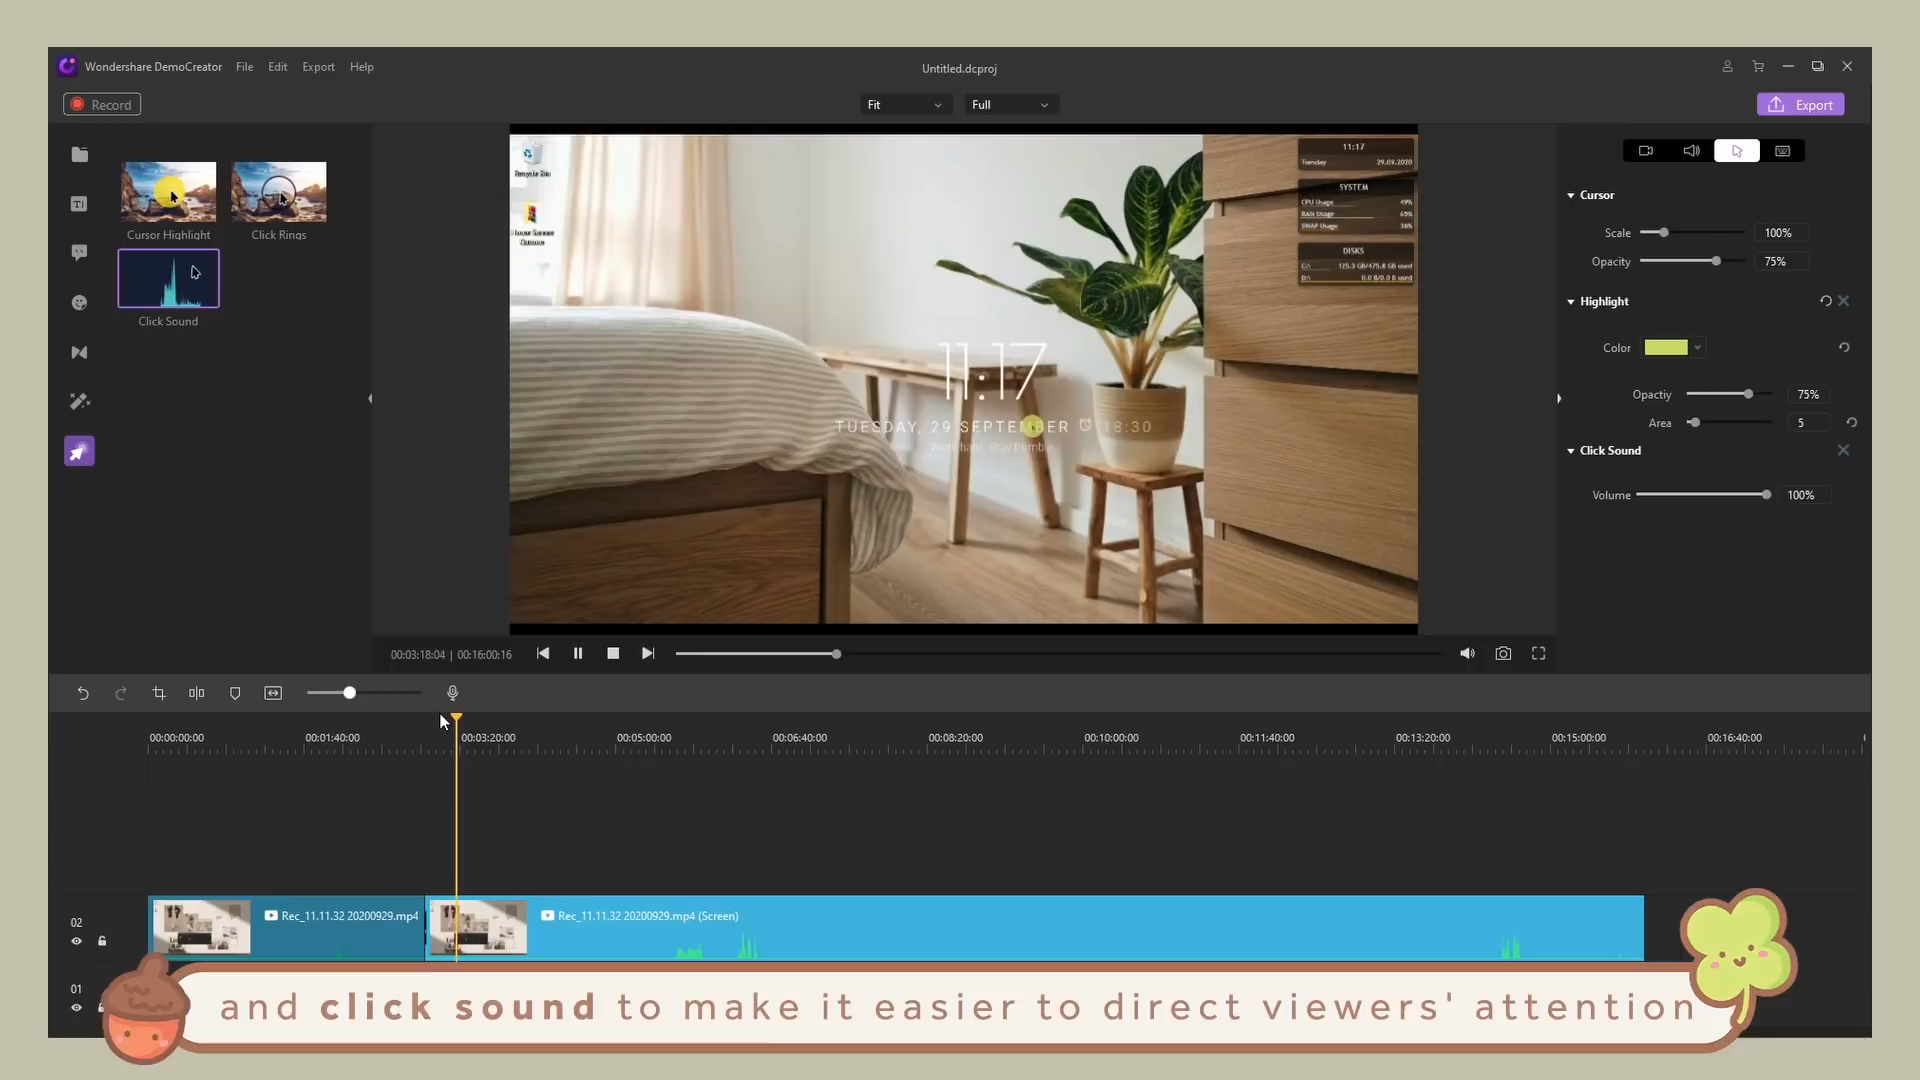 Wondershare DemoCreator File Edit Export Help
Untitled.dcproj
Record
Fit
Full
Export
Cursor Highlight
Click Rings
Click Sound
Recycle Bin
11:17
Tuesday 29.09.2020
SYSTEM
CPU Usage 49%
RAM Usage 65%
SWAP Usage 36%
DISKS
C:\ 125.3 GB/475.8 GB used
D:\ 0.0 B/0.0 B used
11:17
TUESDAY, 29 SEPTEMBER 18:30
Work hard. Stay humble
Cursor
Scale 100%
Opacity 75%
Highlight
Color
Opactiy 75%
Area 5
Click Sound
Volume 100%
00:03:18:04 | 00:16:00:16
00:00:00:00 00:01:40:00 00:03:20:00 00:05:00:00 00:06:40:00 00:08:20:00 00:10:00:00 00:11:40:00 00:13:20:00 00:15:00:00 00:16:40:00
02
Rec_11.11.32 20200929.mp4
Rec_11.11.32 20200929.mp4 (Screen)
01
and click sound to make it easier to direct viewers' attention